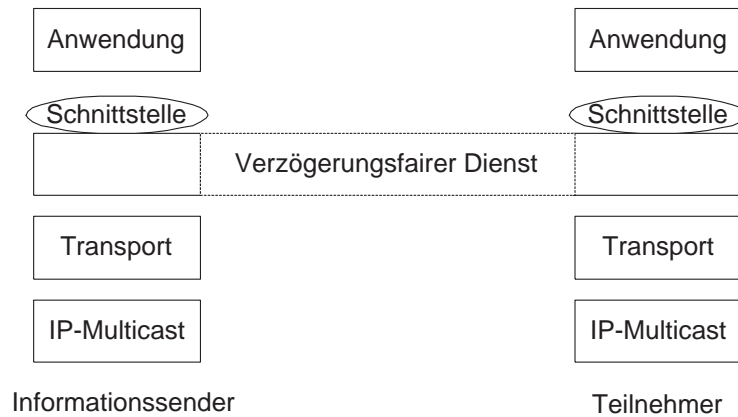 Anwendung Anwendung
Schnittstelle Schnittstelle
Verzögerungsfairer Dienst
Transport Transport
IP-Multicast IP-Multicast
Informationssender Teilnehmer